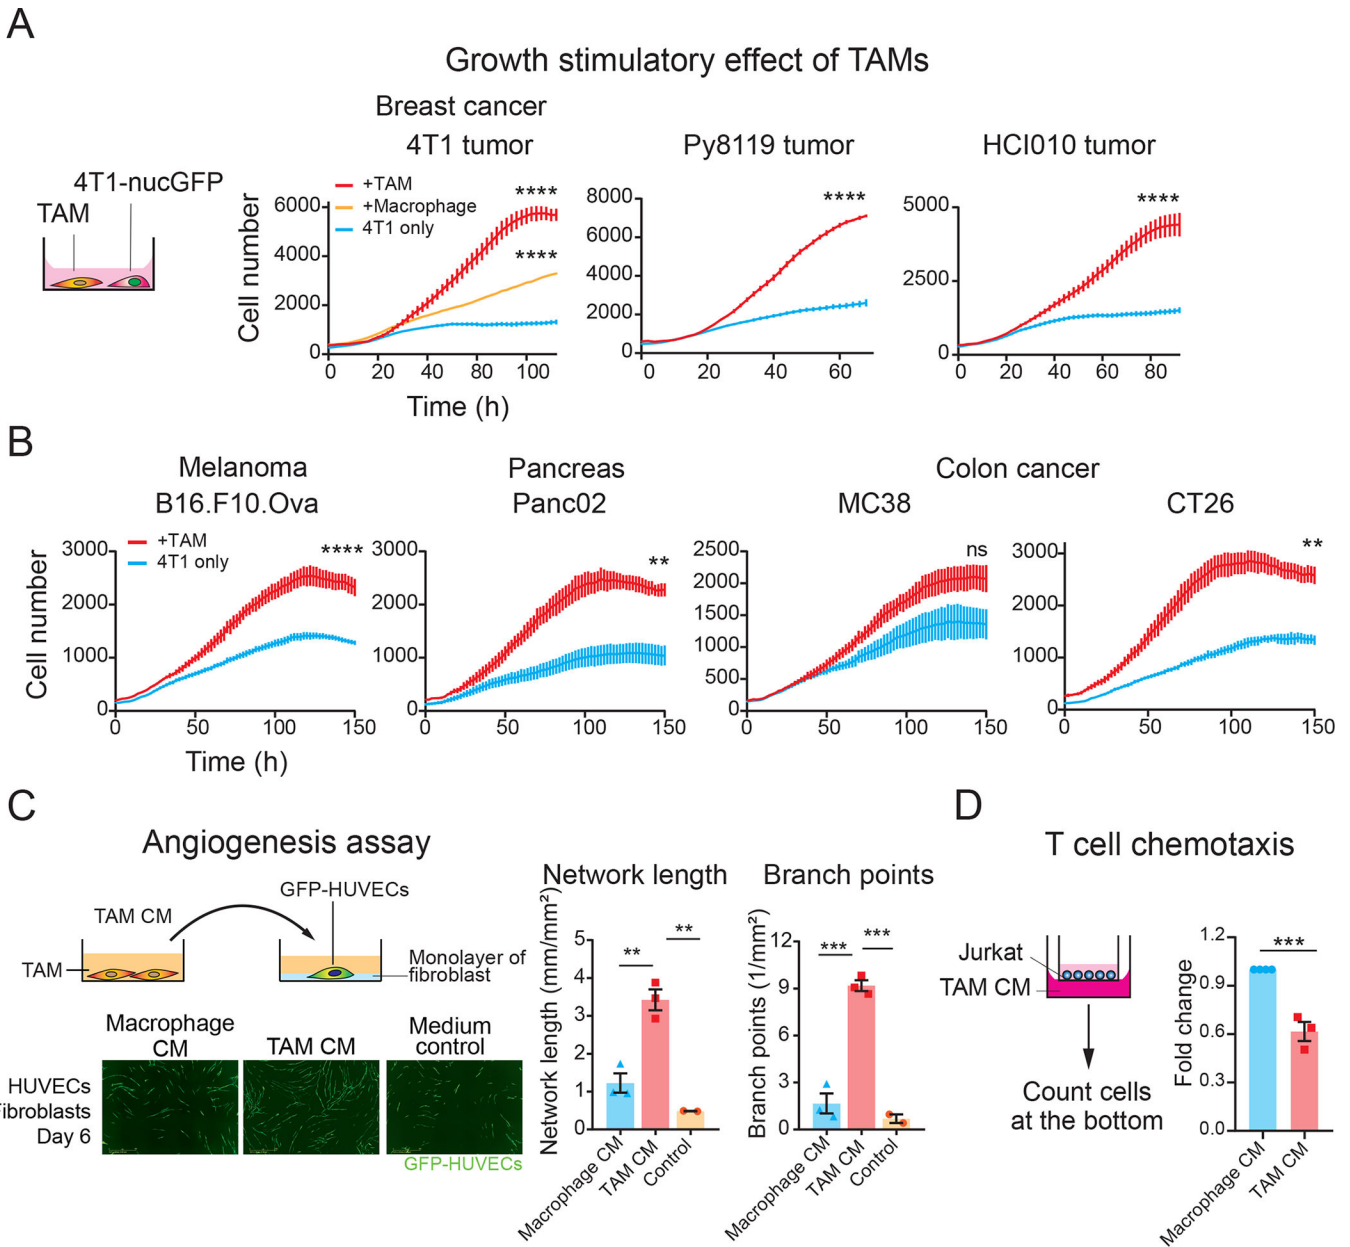 A
Growth stimulatory effect of TAMs
Breast cancer
4T1 tumor
Py8119 tumor
HCI010 tumor
4T1-nucGFP
TAM
Cell number
+TAM
+Macrophage
4T1 only
****
****
6000
4000
2000
0
0 20 40 60 80 100
Time (h)
****
8000
6000
4000
2000
0
0 20 40 60
****
5000
2500
0
0 20 40 60 80
B
Melanoma
B16.F10.Ova
Pancreas
Panc02
Colon cancer
MC38
CT26
Cell number
+TAM
4T1 only
****
3000
2000
1000
0
0 50 100 150
Time (h)
**
3000
2000
1000
0
0 50 100 150
ns
2500
2000
1500
1000
500
0
0 50 100 150
**
3000
2000
1000
0
0 50 100 150
C
Angiogenesis assay
GFP-HUVECs
TAM CM
TAM
Monolayer of
fibroblast
Macrophage
CM
TAM CM
Medium
control
HUVECs
Fibroblasts
Day 6
GFP-HUVECs
Network length
Network length (mm/mm²)
5
4
3
2
1
0
**
**
Macrophage CM
TAM CM
Control
Branch points
Branch points (1/mm²)
12
9
6
3
0
***
***
Macrophage CM
TAM CM
Control
D
T cell chemotaxis
Jurkat
TAM CM
Count cells
at the bottom
Fold change
1.2
0.9
0.6
0.3
0.0
***
Macrophage CM
TAM CM